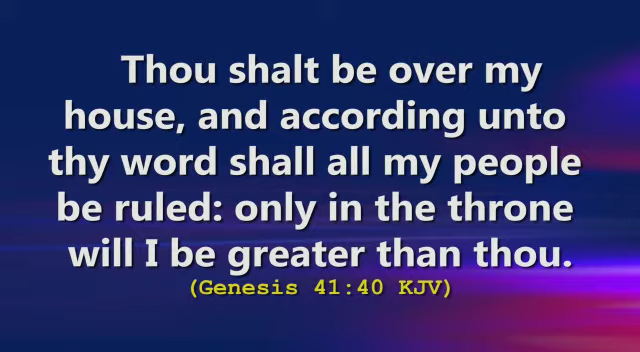 Thou shalt be over my
house, and according unto
thy word shall all my people
be ruled: only in the throne
will I be greater than thou.
(Genesis 41:40 KJV)